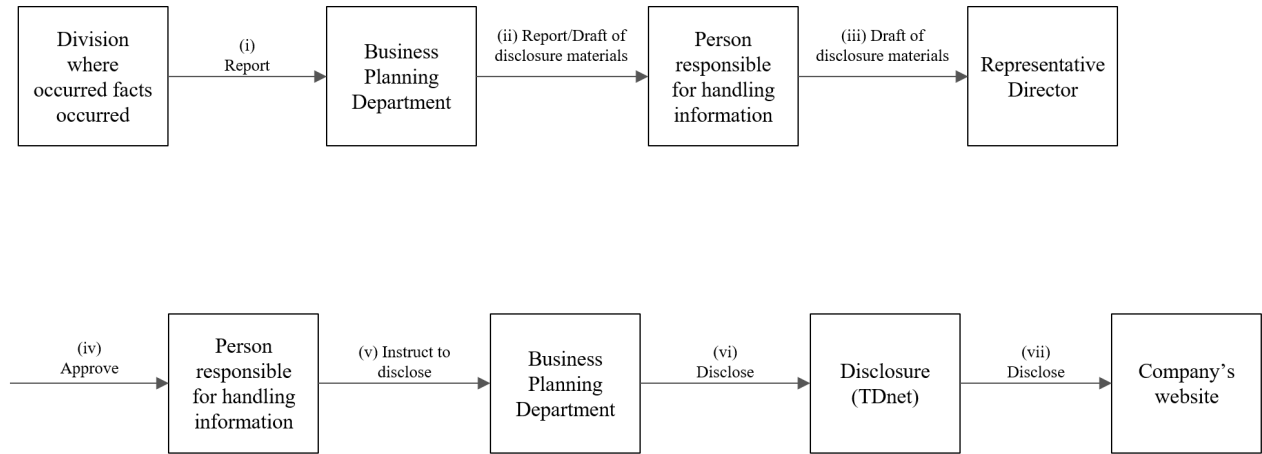 Division
where
occurred facts
occurred
(i)
Report
Business
Planning
Department
(ii) Report/Draft of
disclosure materials
Person
responsible
for handling
information
(iii) Draft of
disclosure materials
Representative
Director
(iv)
Approve
Person
responsible
for handling
information
(v) Instruct to
disclose
Business
Planning
Department
(vi)
Disclose
Disclosure
(TDnet)
(vii)
Disclose
Company’s
website